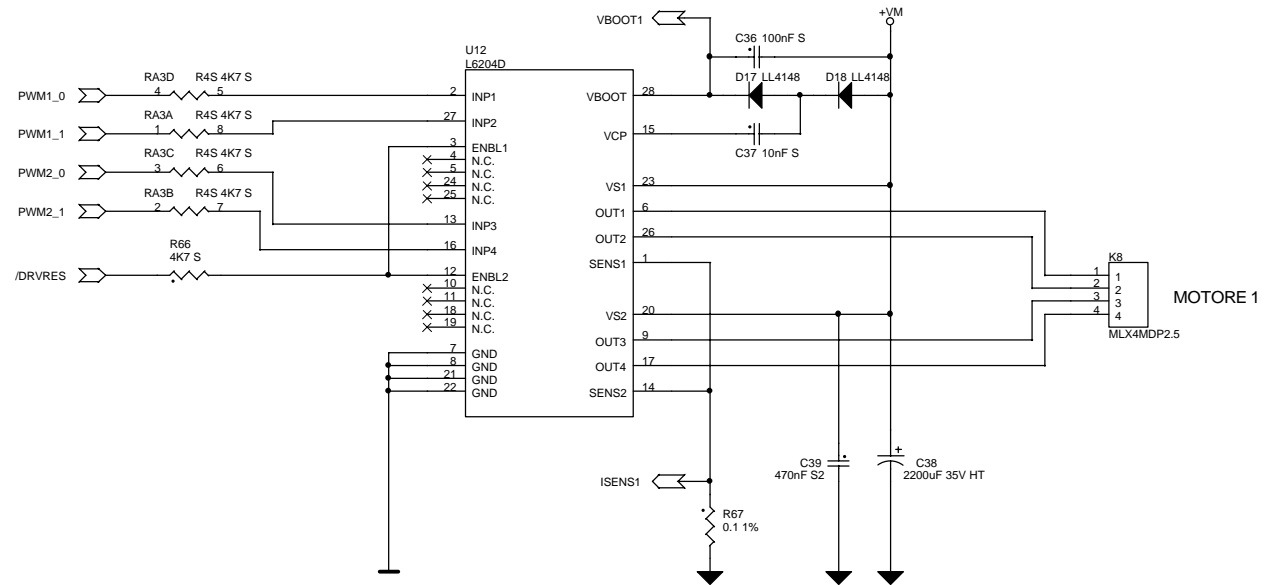 VBOOT1
+VM
C36 100nF S
U12
L6204D
D17 LL4148 D18 LL4148
RA3D R4S 4K7 S
PWM1_0 4 5 2 INP1 VBOOT 28
RA3A R4S 4K7 S
PWM1_1 1 8 27 INP2 VCP 15
C37 10nF S
3 ENBL1
RA3C R4S 4K7 S
4 N.C.
PWM2_0 3 6 5 N.C.
24 N.C. VS1 23
RA3B R4S 4K7 S
25 N.C.
PWM2_1 2 7 13 INP3 OUT1 6
16 INP4 OUT2 26
R66
4K7 S
SENS1 1
K8
/DRVRES 12 ENBL2
10 N.C.
11 N.C.
18 N.C. VS2 20
19 N.C.
1 1
2 2
3 3
4 4
MOTORE 1
MLX4MDP2.5
OUT3 9
7 GND
8 GND OUT4 17
21 GND
22 GND SENS2 14
C39
470nF S2
+
C38
2200uF 35V HT
ISENS1
R67
0.1 1%